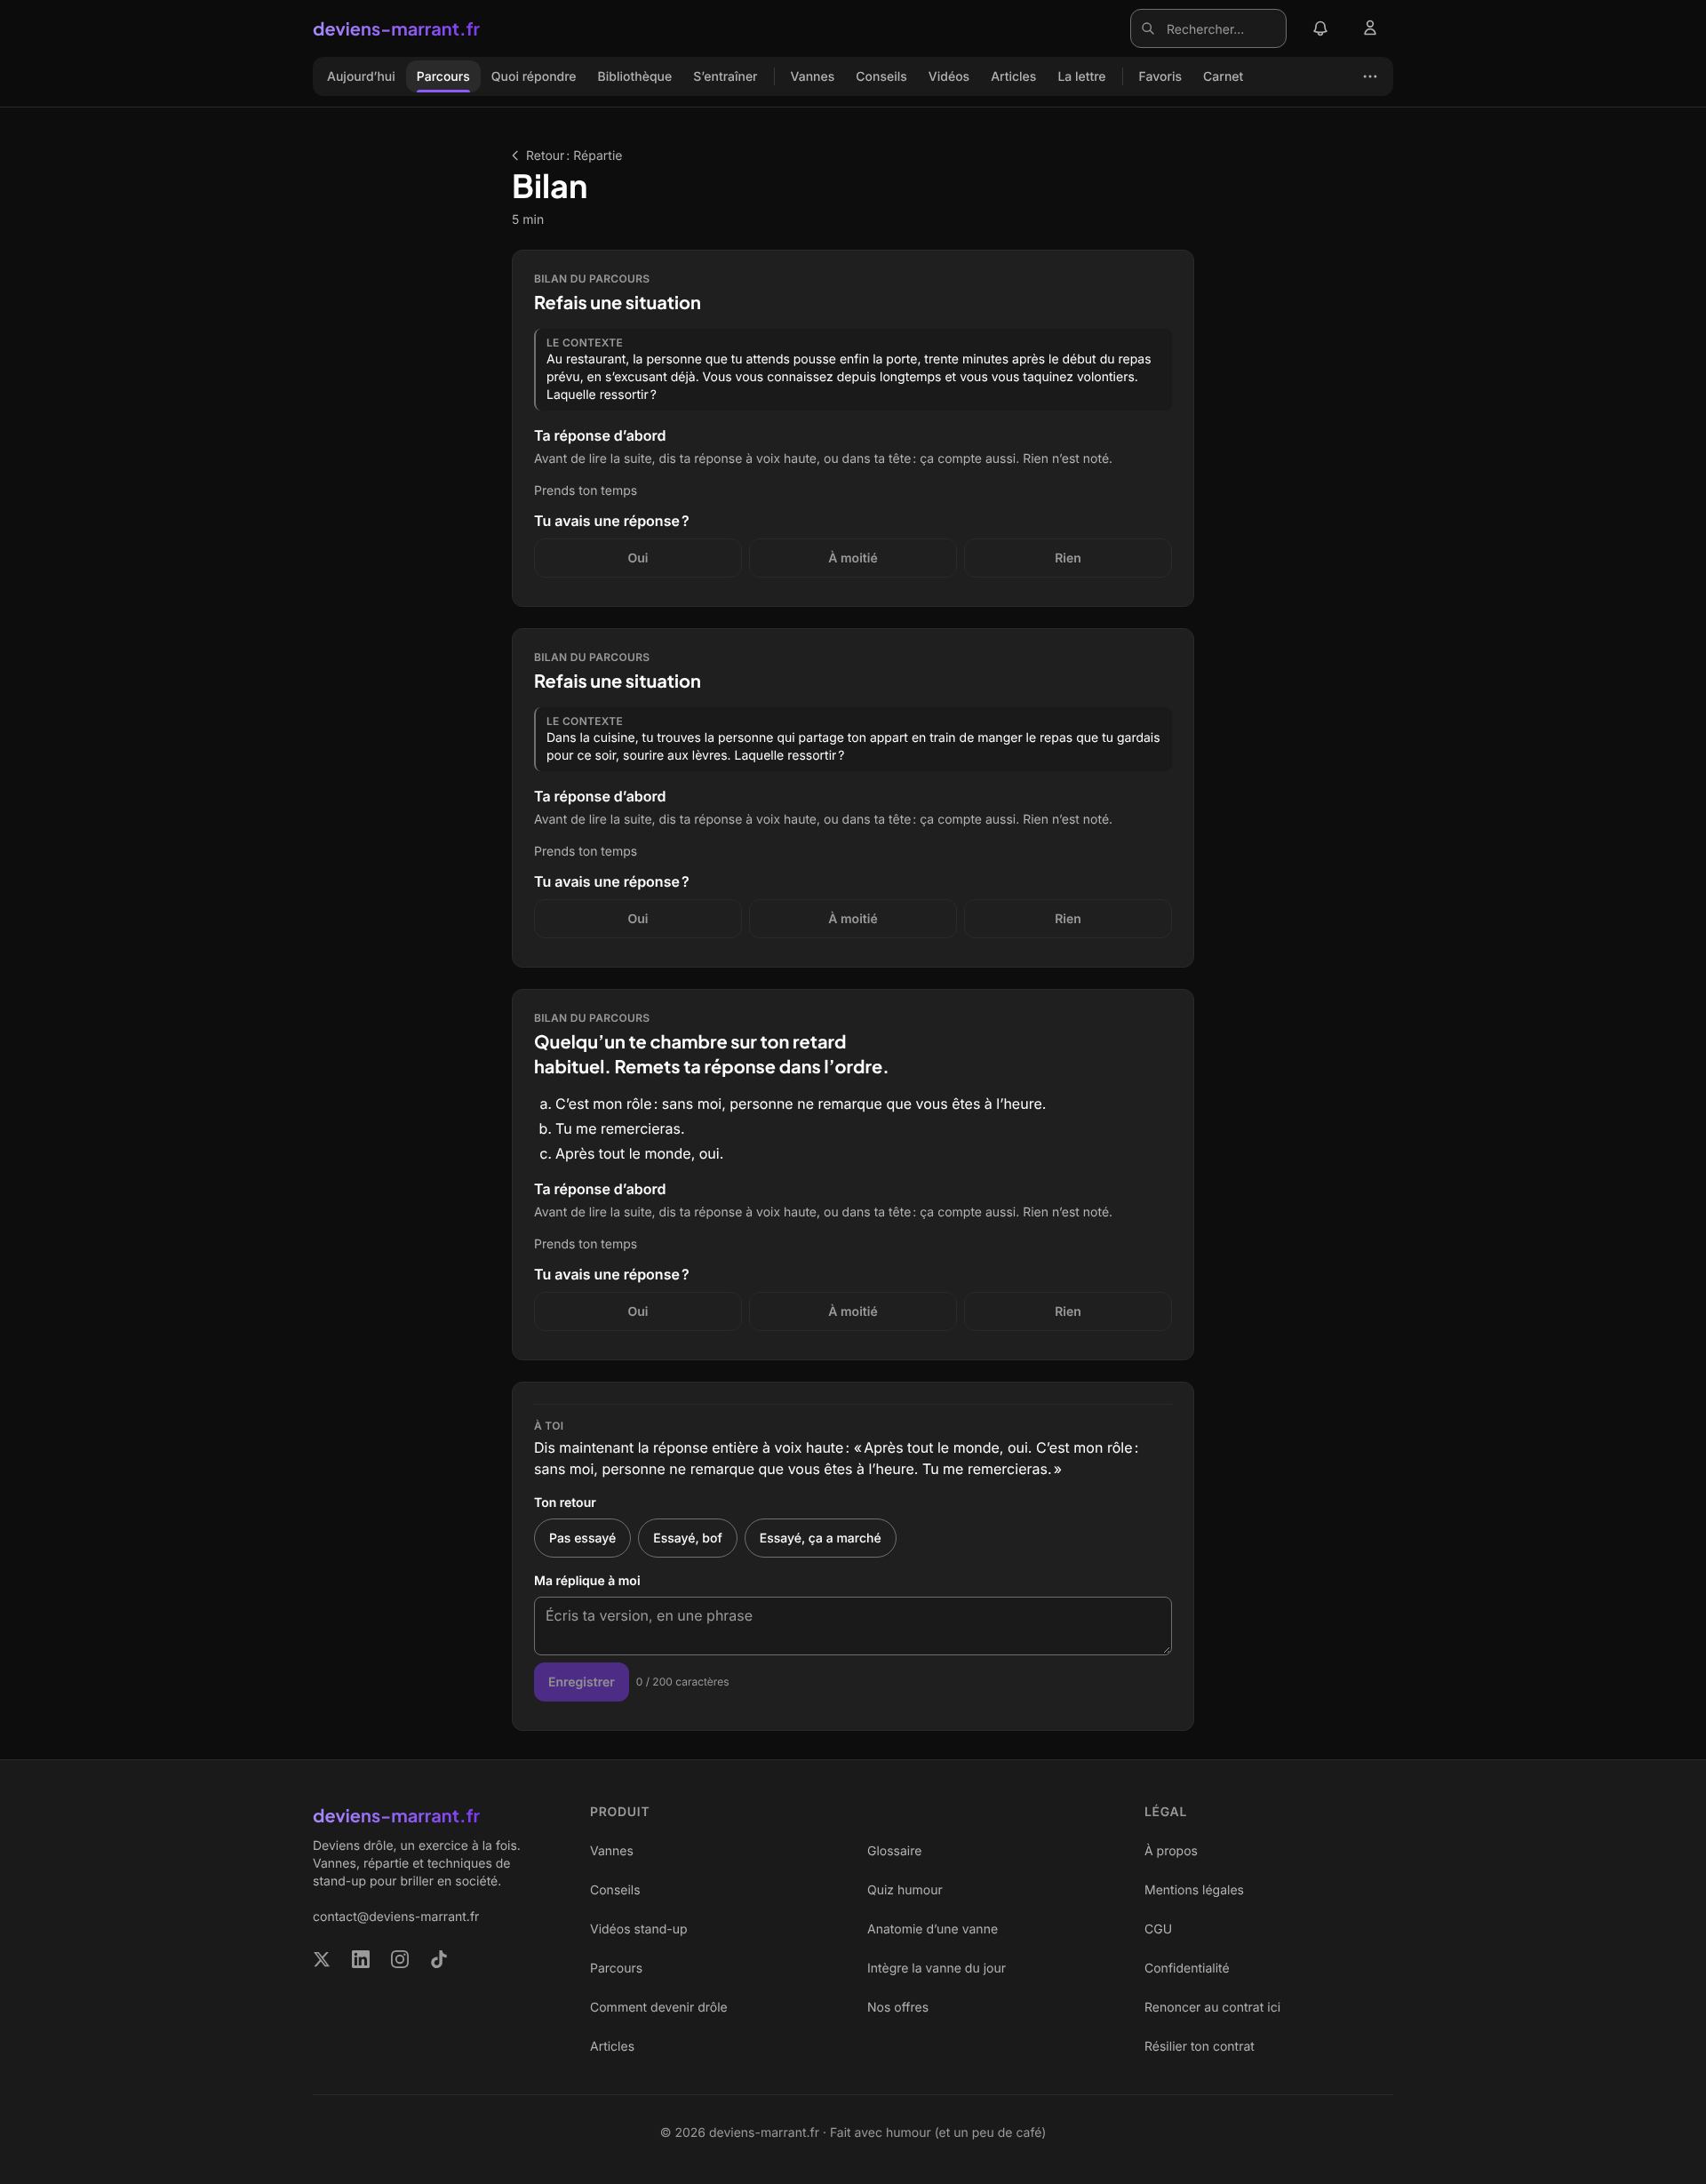 deviens-marrant.fr
Rechercher...
Aujourd’hui Parcours Quoi répondre Bibliothèque S’entraîner Vannes Conseils Vidéos Articles La lettre Favoris Carnet
Retour : Répartie
Bilan
5 min
BILAN DU PARCOURS
Refais une situation
LE CONTEXTE
Au restaurant, la personne que tu attends pousse enfin la porte, trente minutes après le début du repas
prévu, en s’excusant déjà. Vous vous connaissez depuis longtemps et vous vous taquinez volontiers.
Laquelle ressortir ?
Ta réponse d’abord
Avant de lire la suite, dis ta réponse à voix haute, ou dans ta tête : ça compte aussi. Rien n’est noté.
Prends ton temps
Tu avais une réponse ?
Oui À moitié Rien
BILAN DU PARCOURS
Refais une situation
LE CONTEXTE
Dans la cuisine, tu trouves la personne qui partage ton appart en train de manger le repas que tu gardais
pour ce soir, sourire aux lèvres. Laquelle ressortir ?
Ta réponse d’abord
Avant de lire la suite, dis ta réponse à voix haute, ou dans ta tête : ça compte aussi. Rien n’est noté.
Prends ton temps
Tu avais une réponse ?
Oui À moitié Rien
BILAN DU PARCOURS
Quelqu’un te chambre sur ton retard
habituel. Remets ta réponse dans l’ordre.
a. C’est mon rôle : sans moi, personne ne remarque que vous êtes à l’heure.
b. Tu me remercieras.
c. Après tout le monde, oui.
Ta réponse d’abord
Avant de lire la suite, dis ta réponse à voix haute, ou dans ta tête : ça compte aussi. Rien n’est noté.
Prends ton temps
Tu avais une réponse ?
Oui À moitié Rien
À TOI
Dis maintenant la réponse entière à voix haute : « Après tout le monde, oui. C’est mon rôle :
sans moi, personne ne remarque que vous êtes à l’heure. Tu me remercieras. »
Ton retour
Pas essayé Essayé, bof Essayé, ça a marché
Ma réplique à moi
Écris ta version, en une phrase
Enregistrer 0 / 200 caractères
deviens-marrant.fr
Deviens drôle, un exercice à la fois.
Vannes, répartie et techniques de
stand-up pour briller en société.
contact@deviens-marrant.fr
PRODUIT
Vannes
Conseils
Vidéos stand-up
Parcours
Comment devenir drôle
Articles
Glossaire
Quiz humour
Anatomie d’une vanne
Intègre la vanne du jour
Nos offres
LÉGAL
À propos
Mentions légales
CGU
Confidentialité
Renoncer au contrat ici
Résilier ton contrat
© 2026 deviens-marrant.fr · Fait avec humour (et un peu de café)